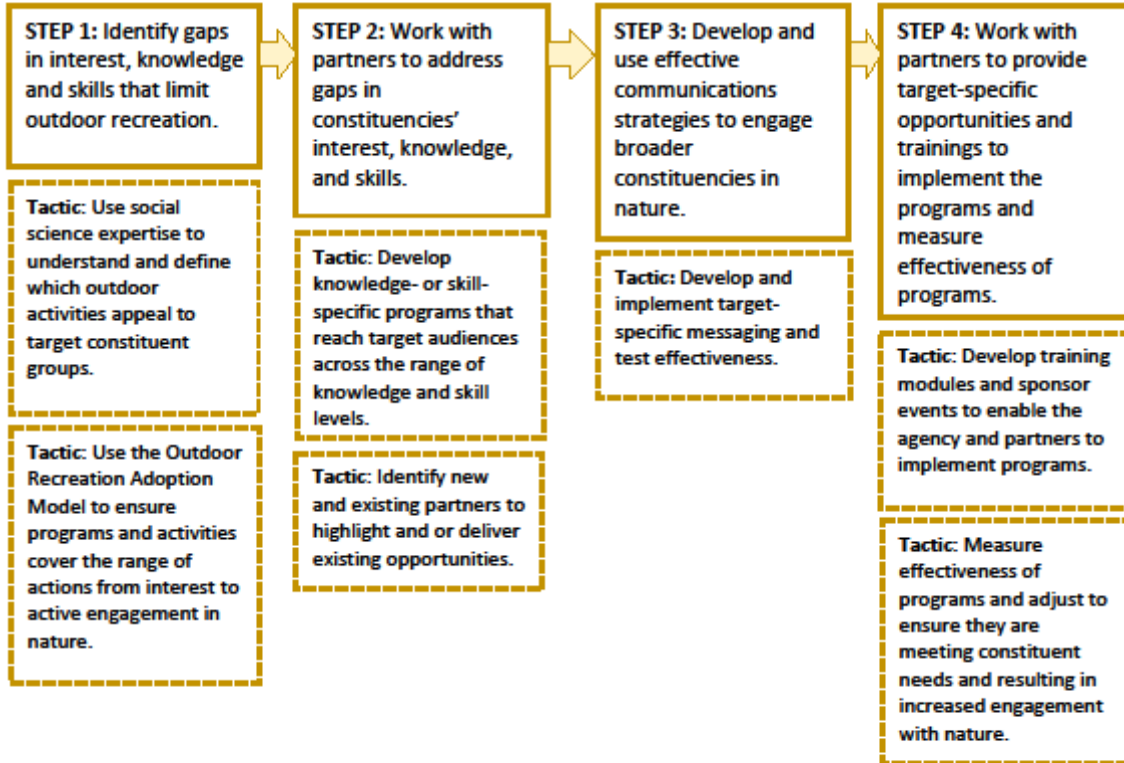 STEP 1: Identify gaps
in interest, knowledge
and skills that limit
outdoor recreation.
Tactic: Use social
science expertise to
understand and define
which outdoor
activities appeal to
target constituent
groups.
Tactic: Use the Outdoor
Recreation Adoption
Model to ensure
programs and activities
cover the range of
actions from interest to
active engagement in
nature.
STEP 2: Work with
partners to address
gaps in
constituencies'
interest, knowledge,
and skills.
Tactic: Develop
knowledge- or skill-
specific programs that
reach target audiences
across the range of
knowledge and skill
levels.
Tactic: Identify new
and existing partners to
highlight and or deliver
existing opportunities.
STEP 3: Develop and
use effective
communications
strategies to engage
broader
constituencies in
nature.
Tactic: Develop and
implement target-
specific messaging and
test effectiveness.
STEP 4: Work with
partners to provide
target-specific
opportunities and
trainings to
implement the
programs and
measure
effectiveness of
programs.
Tactic: Develop training
modules and sponsor
events to enable the
agency and partners to
implement programs.
Tactic: Measure
effectiveness of
programs and adjust to
ensure they are
meeting constituent
needs and resulting in
increased engagement
with nature.